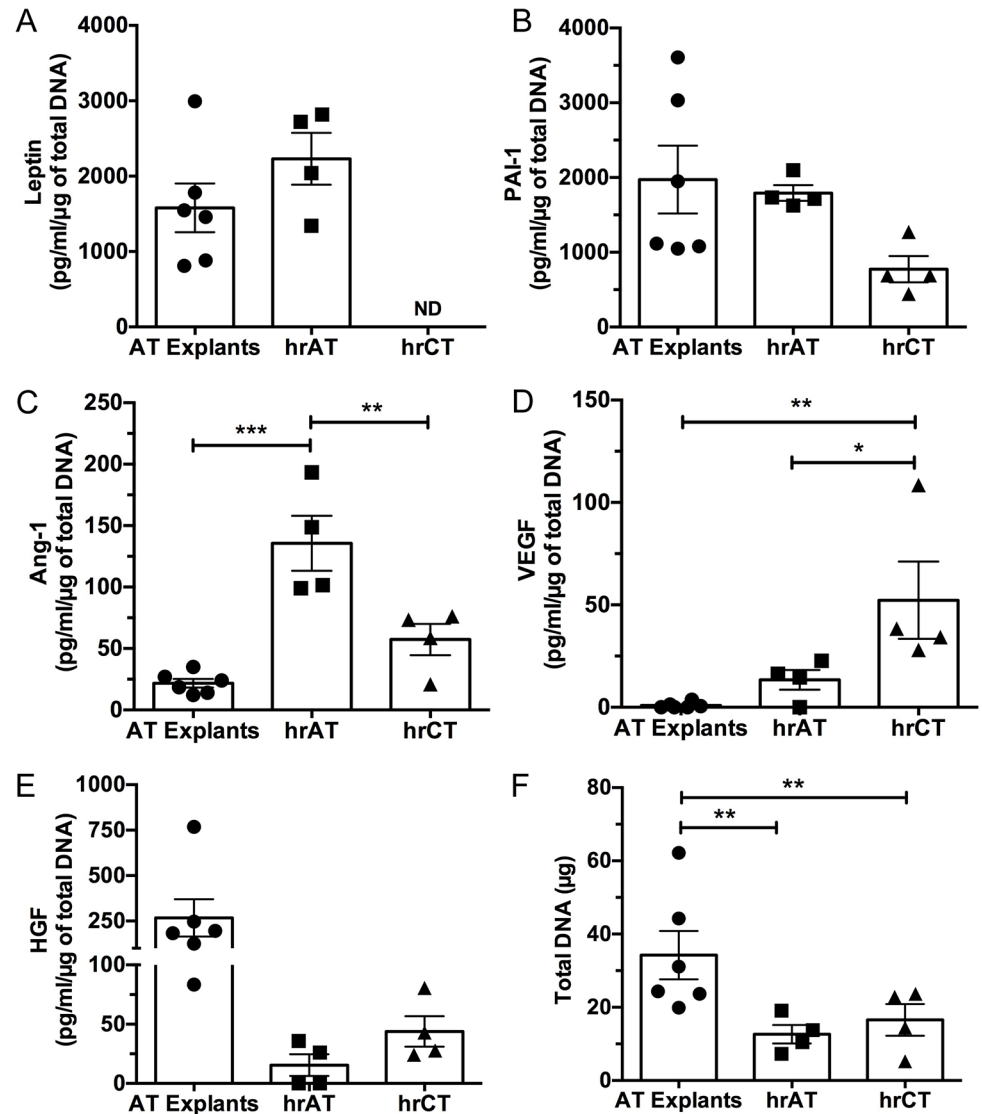 A
Leptin
(pg/ml/µg of total DNA)
4000
3000
2000
1000
0
ND
AT Explants hrAT hrCT
B
PAI-1
(pg/ml/µg of total DNA)
4000
3000
2000
1000
0
AT Explants hrAT hrCT
C
Ang-1
(pg/ml/µg of total DNA)
250
200
150
100
50
0
***
**
AT Explants hrAT hrCT
D
VEGF
(pg/ml/µg of total DNA)
150
100
50
0
**
*
AT Explants hrAT hrCT
E
HGF
(pg/ml/µg of total DNA)
1000
750
500
250
100
50
0
AT Explants hrAT hrCT
F
Total DNA (µg)
80
60
40
20
0
**
**
AT Explants hrAT hrCT